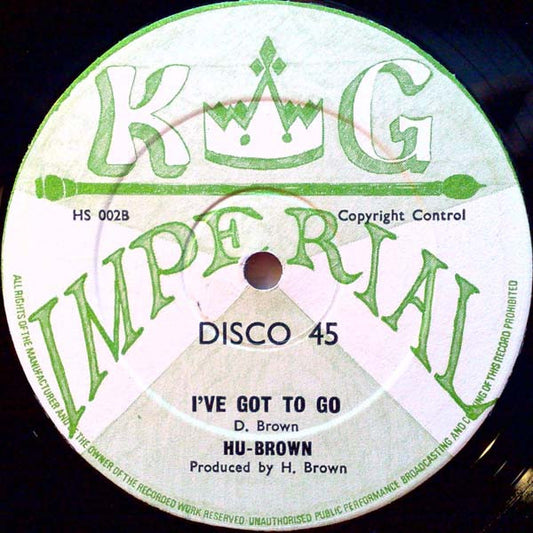 K G
HS 002B
Copyright Control
IMPERIAL
DISCO 45
I'VE GOT TO GO
D. Brown
HU-BROWN
Produced by H. Brown
ALL RIGHTS OF THE MANUFACTURER AND THE OWNER OF THE RECORDED WORK RESERVED UNAUTHORISED PUBLIC PERFORMANCE BROADCASTING AND COPYING OF THIS RECORD PROHIBITED